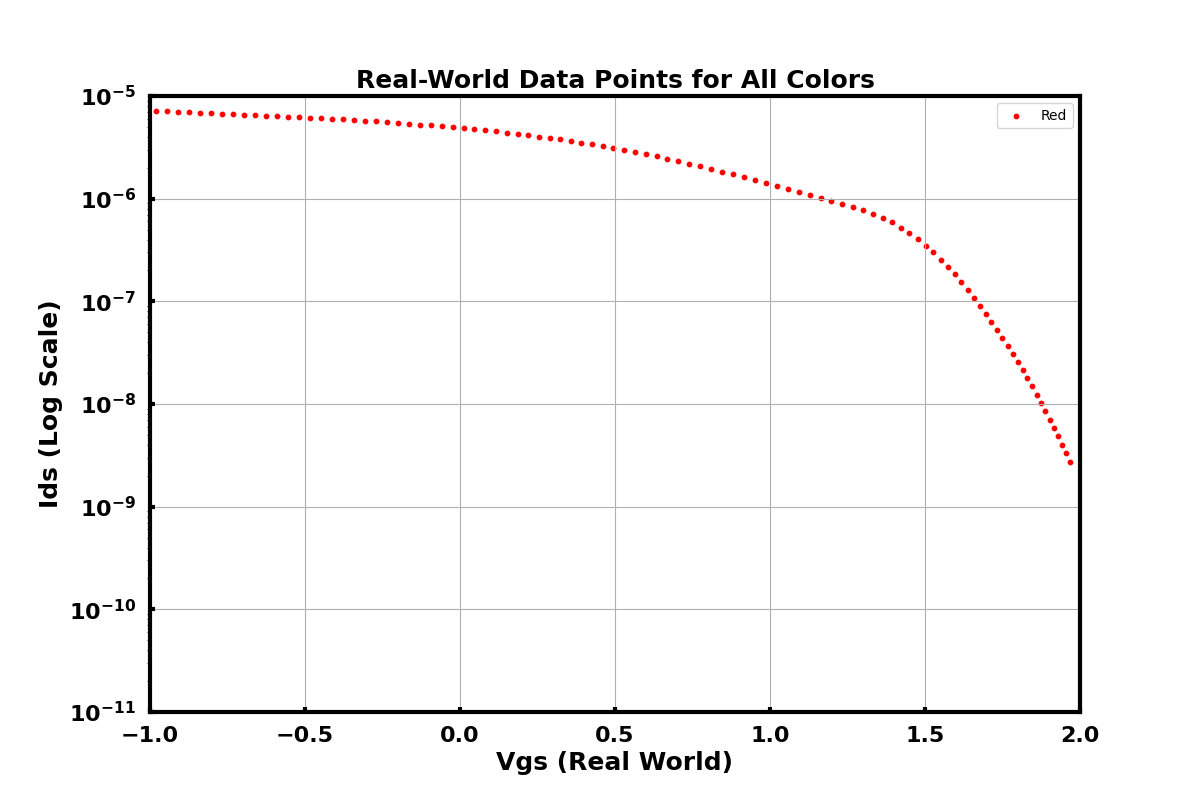 Real-World Data Points for All Colors
Red
10⁻⁵
10⁻⁶
10⁻⁷
10⁻⁸
10⁻⁹
10⁻¹⁰
10⁻¹¹
Ids (Log Scale)
−1.0 −0.5 0.0 0.5 1.0 1.5 2.0
Vgs (Real World)